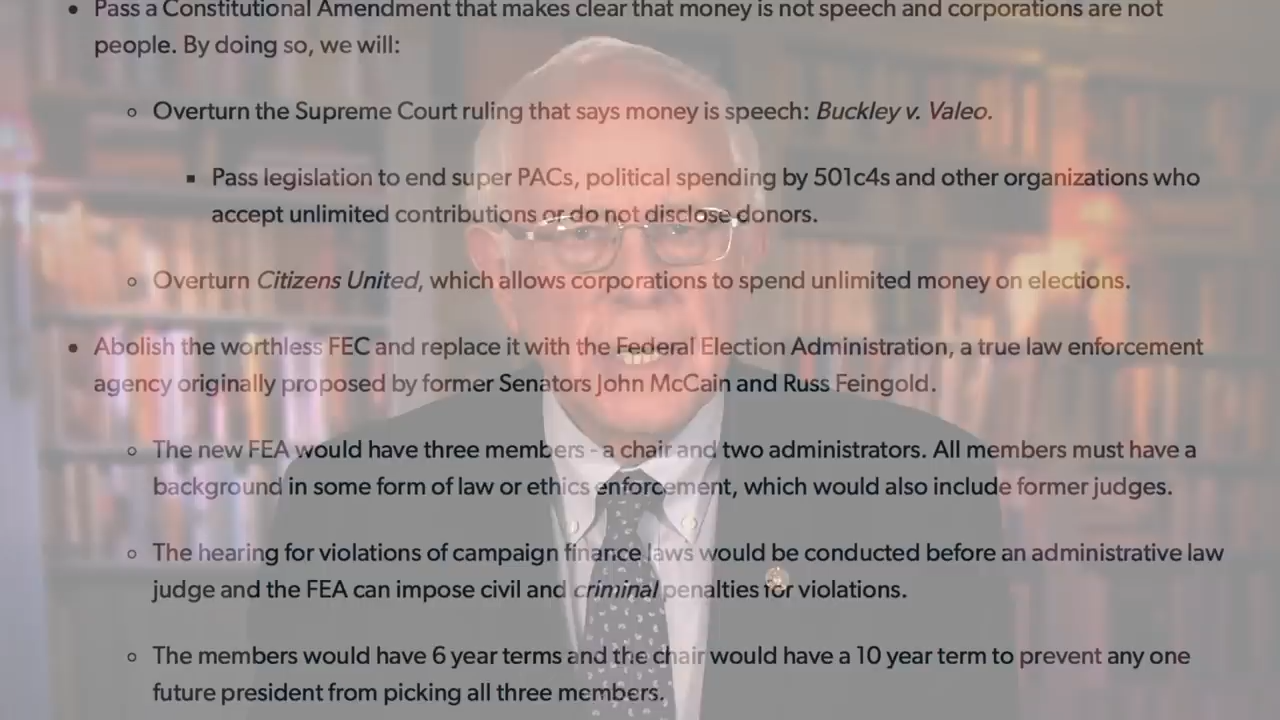 • Pass a Constitutional Amendment that makes clear that money is not speech and corporations are not
people. By doing so, we will:
○ Overturn the Supreme Court ruling that says money is speech: Buckley v. Valeo.
▪ Pass legislation to end super PACs, political spending by 501c4s and other organizations who
accept unlimited contributions or do not disclose donors.
○ Overturn Citizens United, which allows corporations to spend unlimited money on elections.
• Abolish the worthless FEC and replace it with the Federal Election Administration, a true law enforcement
agency originally proposed by former Senators John McCain and Russ Feingold.
○ The new FEA would have three members - a chair and two administrators. All members must have a
background in some form of law or ethics enforcement, which would also include former judges.
○ The hearing for violations of campaign finance laws would be conducted before an administrative law
judge and the FEA can impose civil and criminal penalties for violations.
○ The members would have 6 year terms and the chair would have a 10 year term to prevent any one
future president from picking all three members.